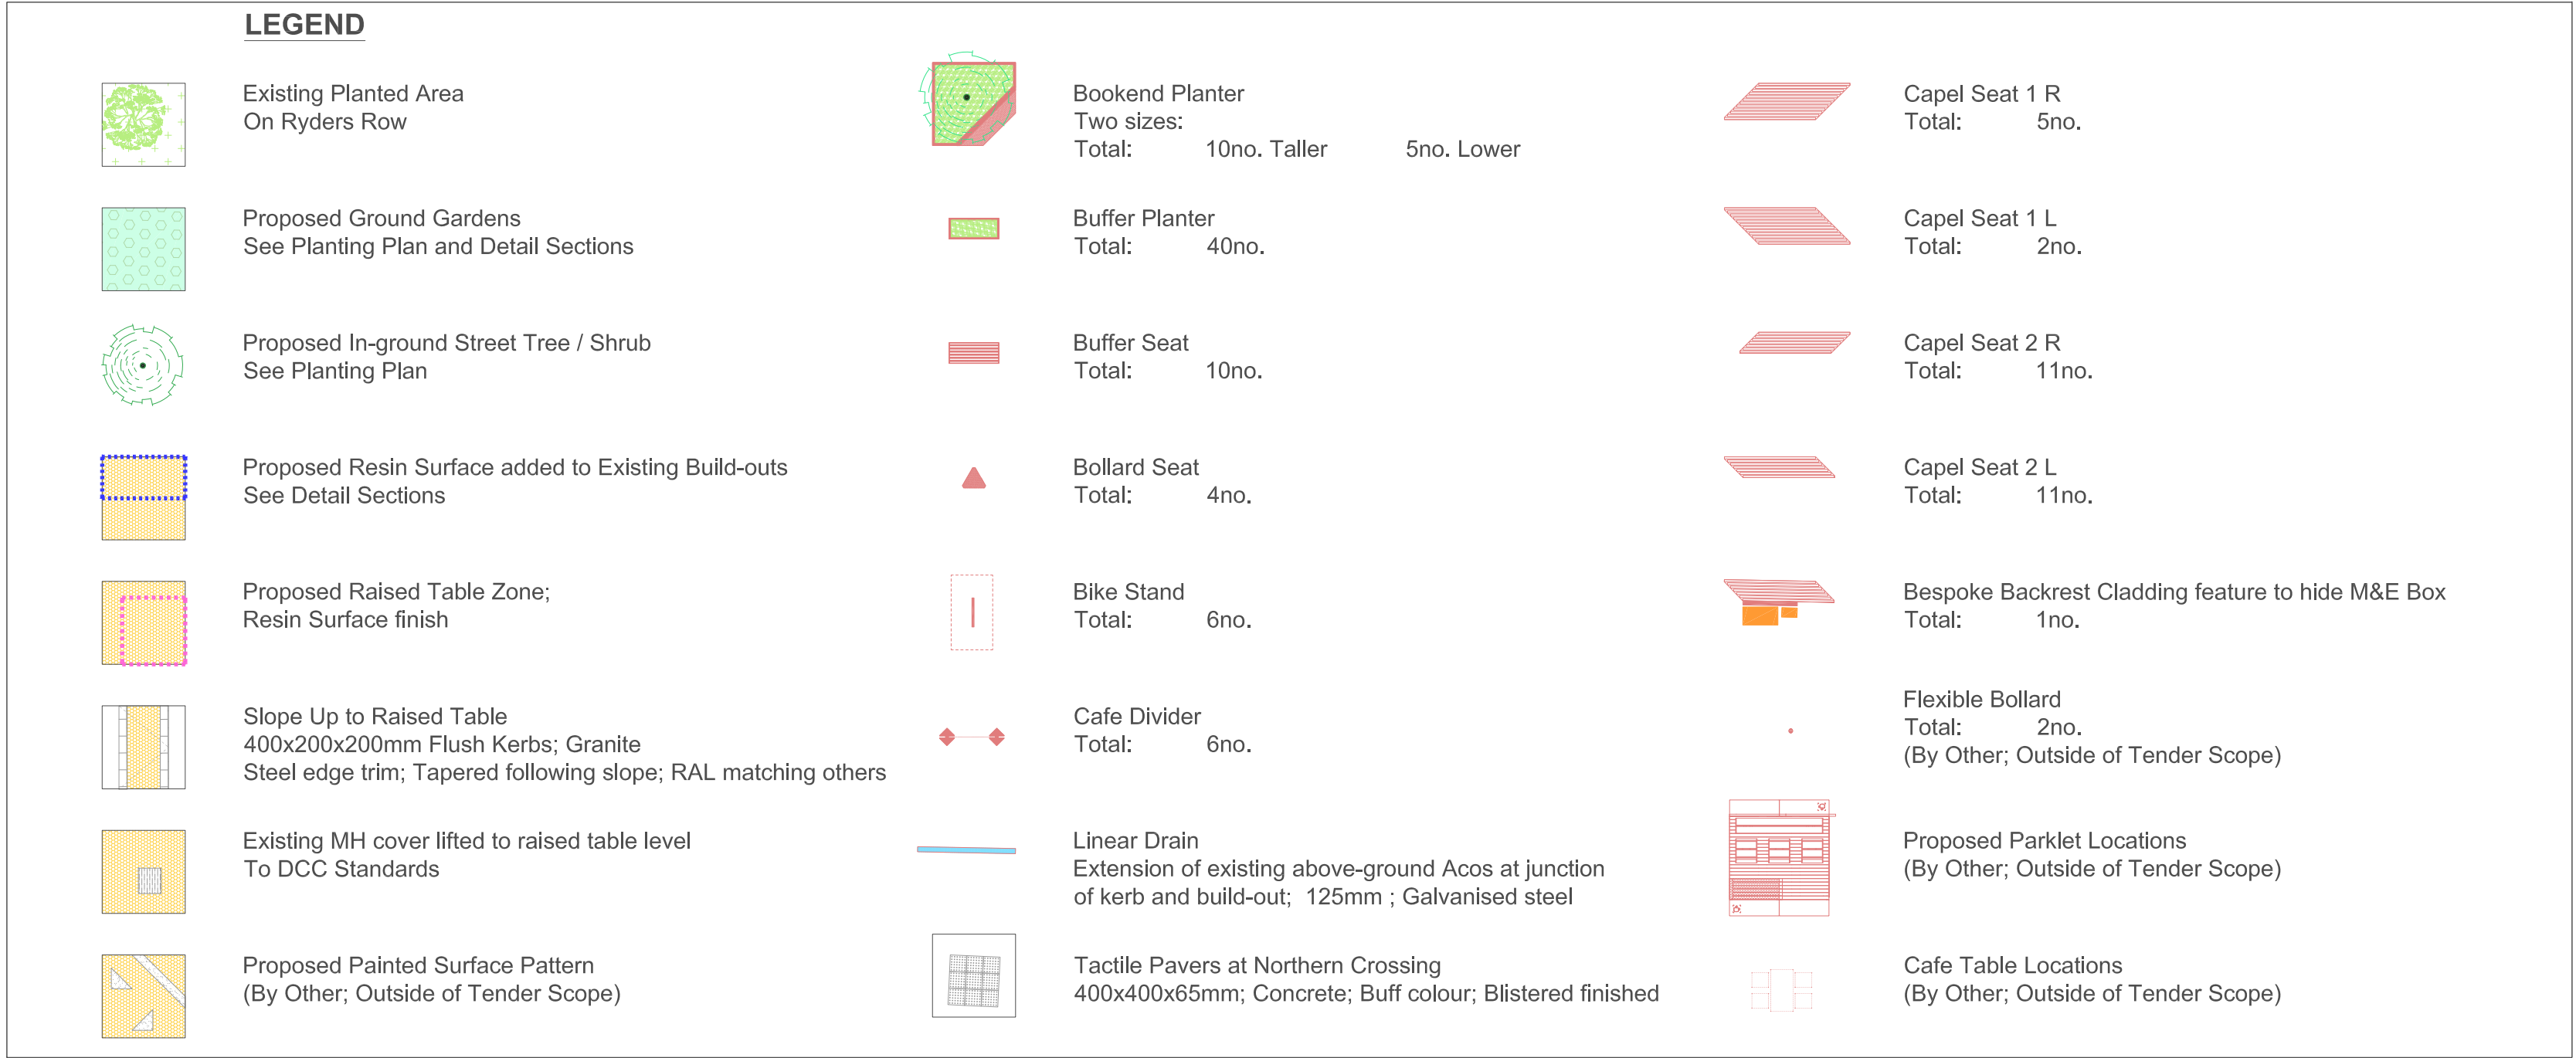 LEGEND
Existing Planted Area
On Ryders Row
Proposed Ground Gardens
See Planting Plan and Detail Sections
Proposed In-ground Street Tree / Shrub
See Planting Plan
Proposed Resin Surface added to Existing Build-outs
See Detail Sections
Proposed Raised Table Zone;
Resin Surface finish
Slope Up to Raised Table
400x200x200mm Flush Kerbs; Granite
Steel edge trim; Tapered following slope; RAL matching others
Existing MH cover lifted to raised table level
To DCC Standards
Proposed Painted Surface Pattern
(By Other; Outside of Tender Scope)
Bookend Planter
Two sizes:
Total: 10no. Taller 5no. Lower
Buffer Planter
Total: 40no.
Buffer Seat
Total: 10no.
Bollard Seat
Total: 4no.
Bike Stand
Total: 6no.
Cafe Divider
Total: 6no.
Linear Drain
Extension of existing above-ground Acos at junction
of kerb and build-out; 125mm ; Galvanised steel
Tactile Pavers at Northern Crossing
400x400x65mm; Concrete; Buff colour; Blistered finished
Capel Seat 1 R
Total: 5no.
Capel Seat 1 L
Total: 2no.
Capel Seat 2 R
Total: 11no.
Capel Seat 2 L
Total: 11no.
Bespoke Backrest Cladding feature to hide M&E Box
Total: 1no.
Flexible Bollard
Total: 2no.
(By Other; Outside of Tender Scope)
Proposed Parklet Locations
(By Other; Outside of Tender Scope)
Cafe Table Locations
(By Other; Outside of Tender Scope)